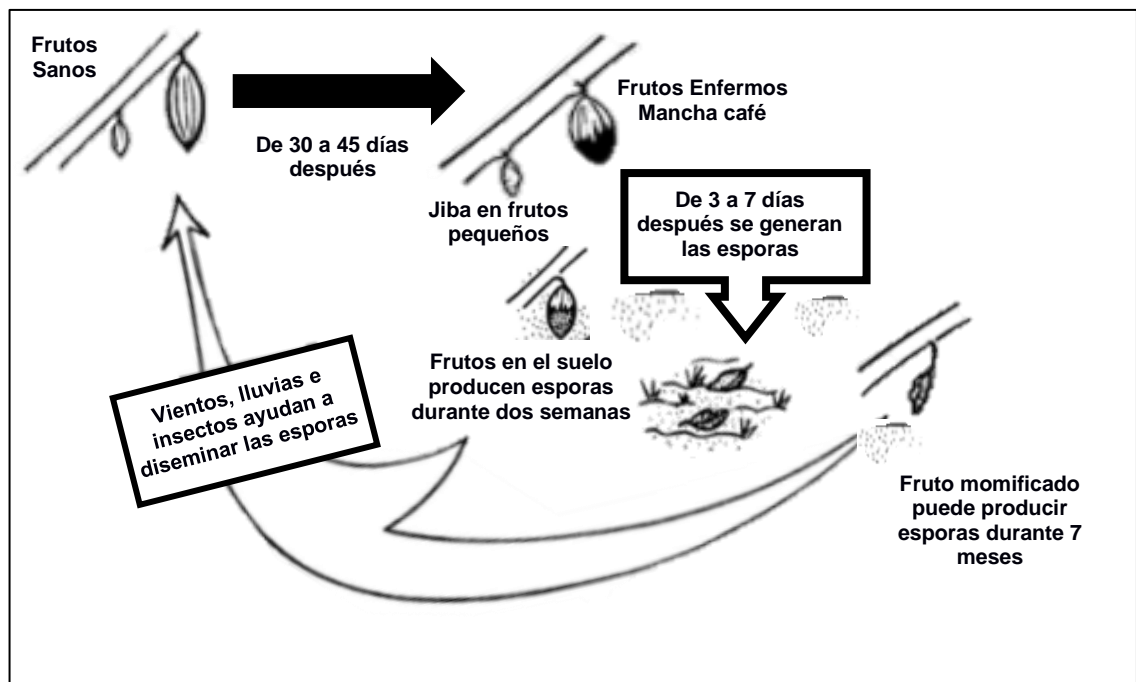 Frutos
Sanos
De 30 a 45 días
después
Frutos Enfermos
Mancha café
Jiba en frutos
pequeños
De 3 a 7 días
después se generan
las esporas
Frutos en el suelo
producen esporas
durante dos semanas
Vientos, lluvias e
insectos ayudan a
diseminar las esporas
Fruto momificado
puede producir
esporas durante 7
meses